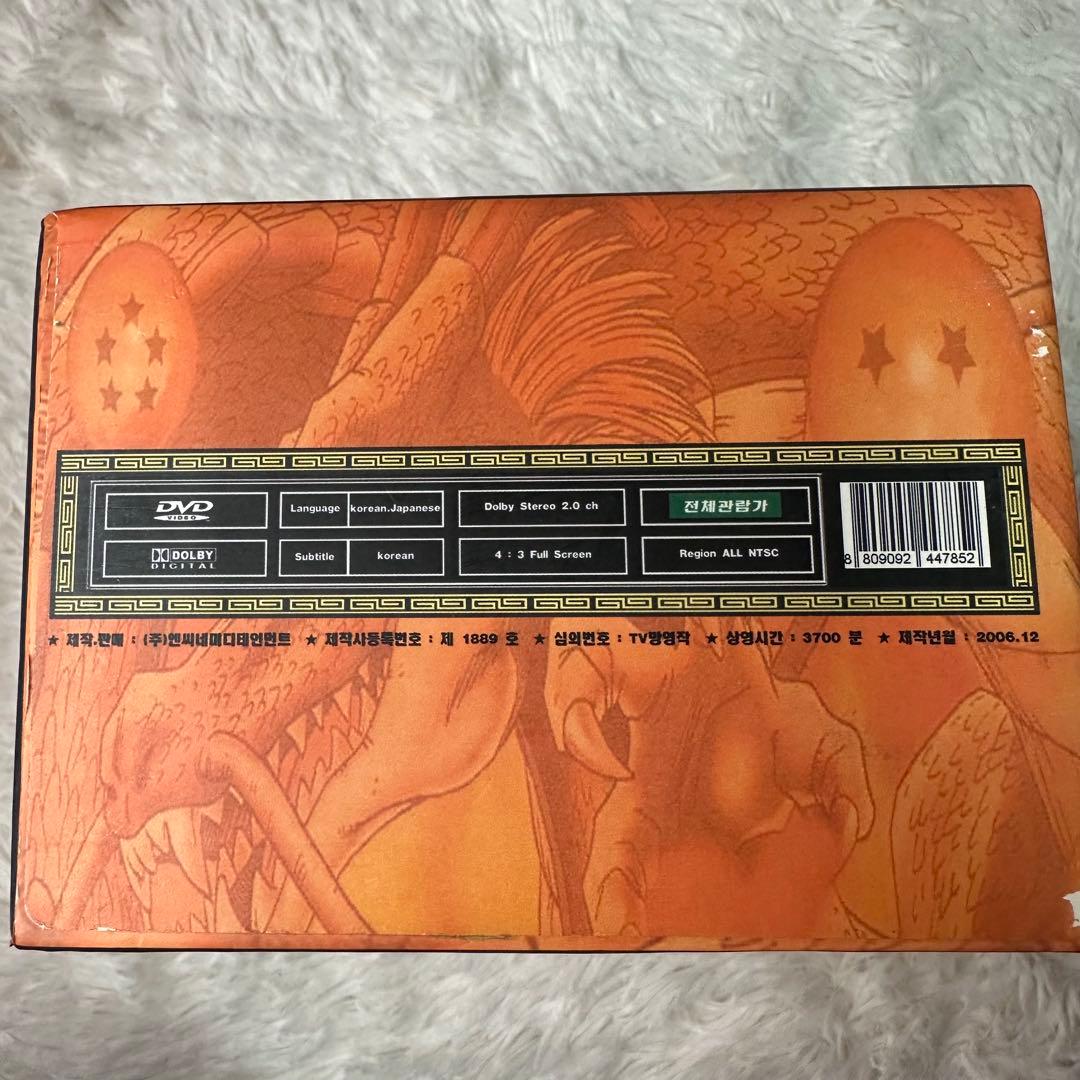 DVD VIDEO
Language korean.Japanese
Dolby Stereo 2.0 ch
전체관람가
DOLBY DIGITAL
Subtitle korean
4 : 3 Full Screen
Region ALL NTSC
8 809092 447852
★ 제작.판매 : (주)엔씨네미디테인먼트 ★ 제작사등록번호 : 제 1889 호 ★ 심의번호 : TV방영작 ★ 상영시간 : 3700 분 ★ 제작년월 : 2006.12